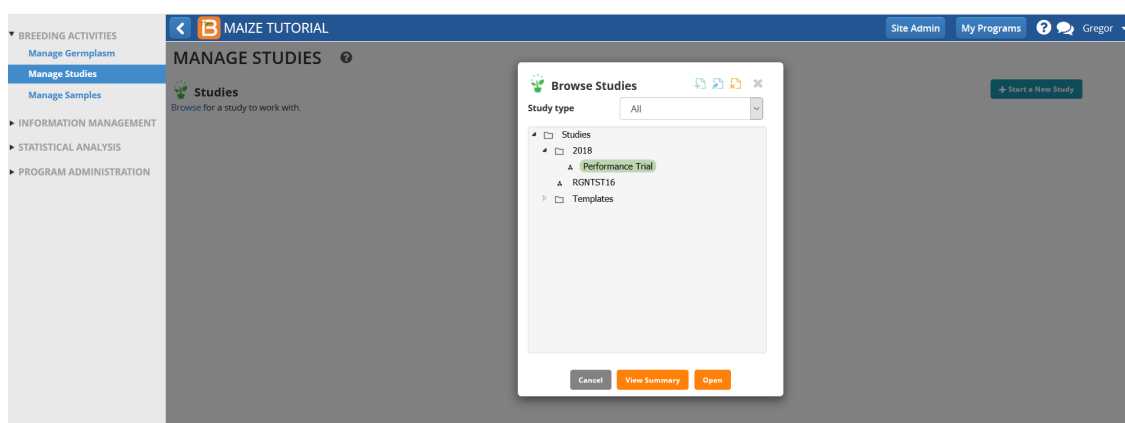 BREEDING ACTIVITIES
Manage Germplasm
Manage Studies
Manage Samples
INFORMATION MANAGEMENT
STATISTICAL ANALYSIS
PROGRAM ADMINISTRATION
MAIZE TUTORIAL
Site Admin
My Programs
Gregor
MANAGE STUDIES
Studies
Browse for a study to work with.
+ Start a New Study
Browse Studies
Study type
All
Studies
2018
Performance Trial
RGNTST16
Templates
Cancel
View Summary
Open